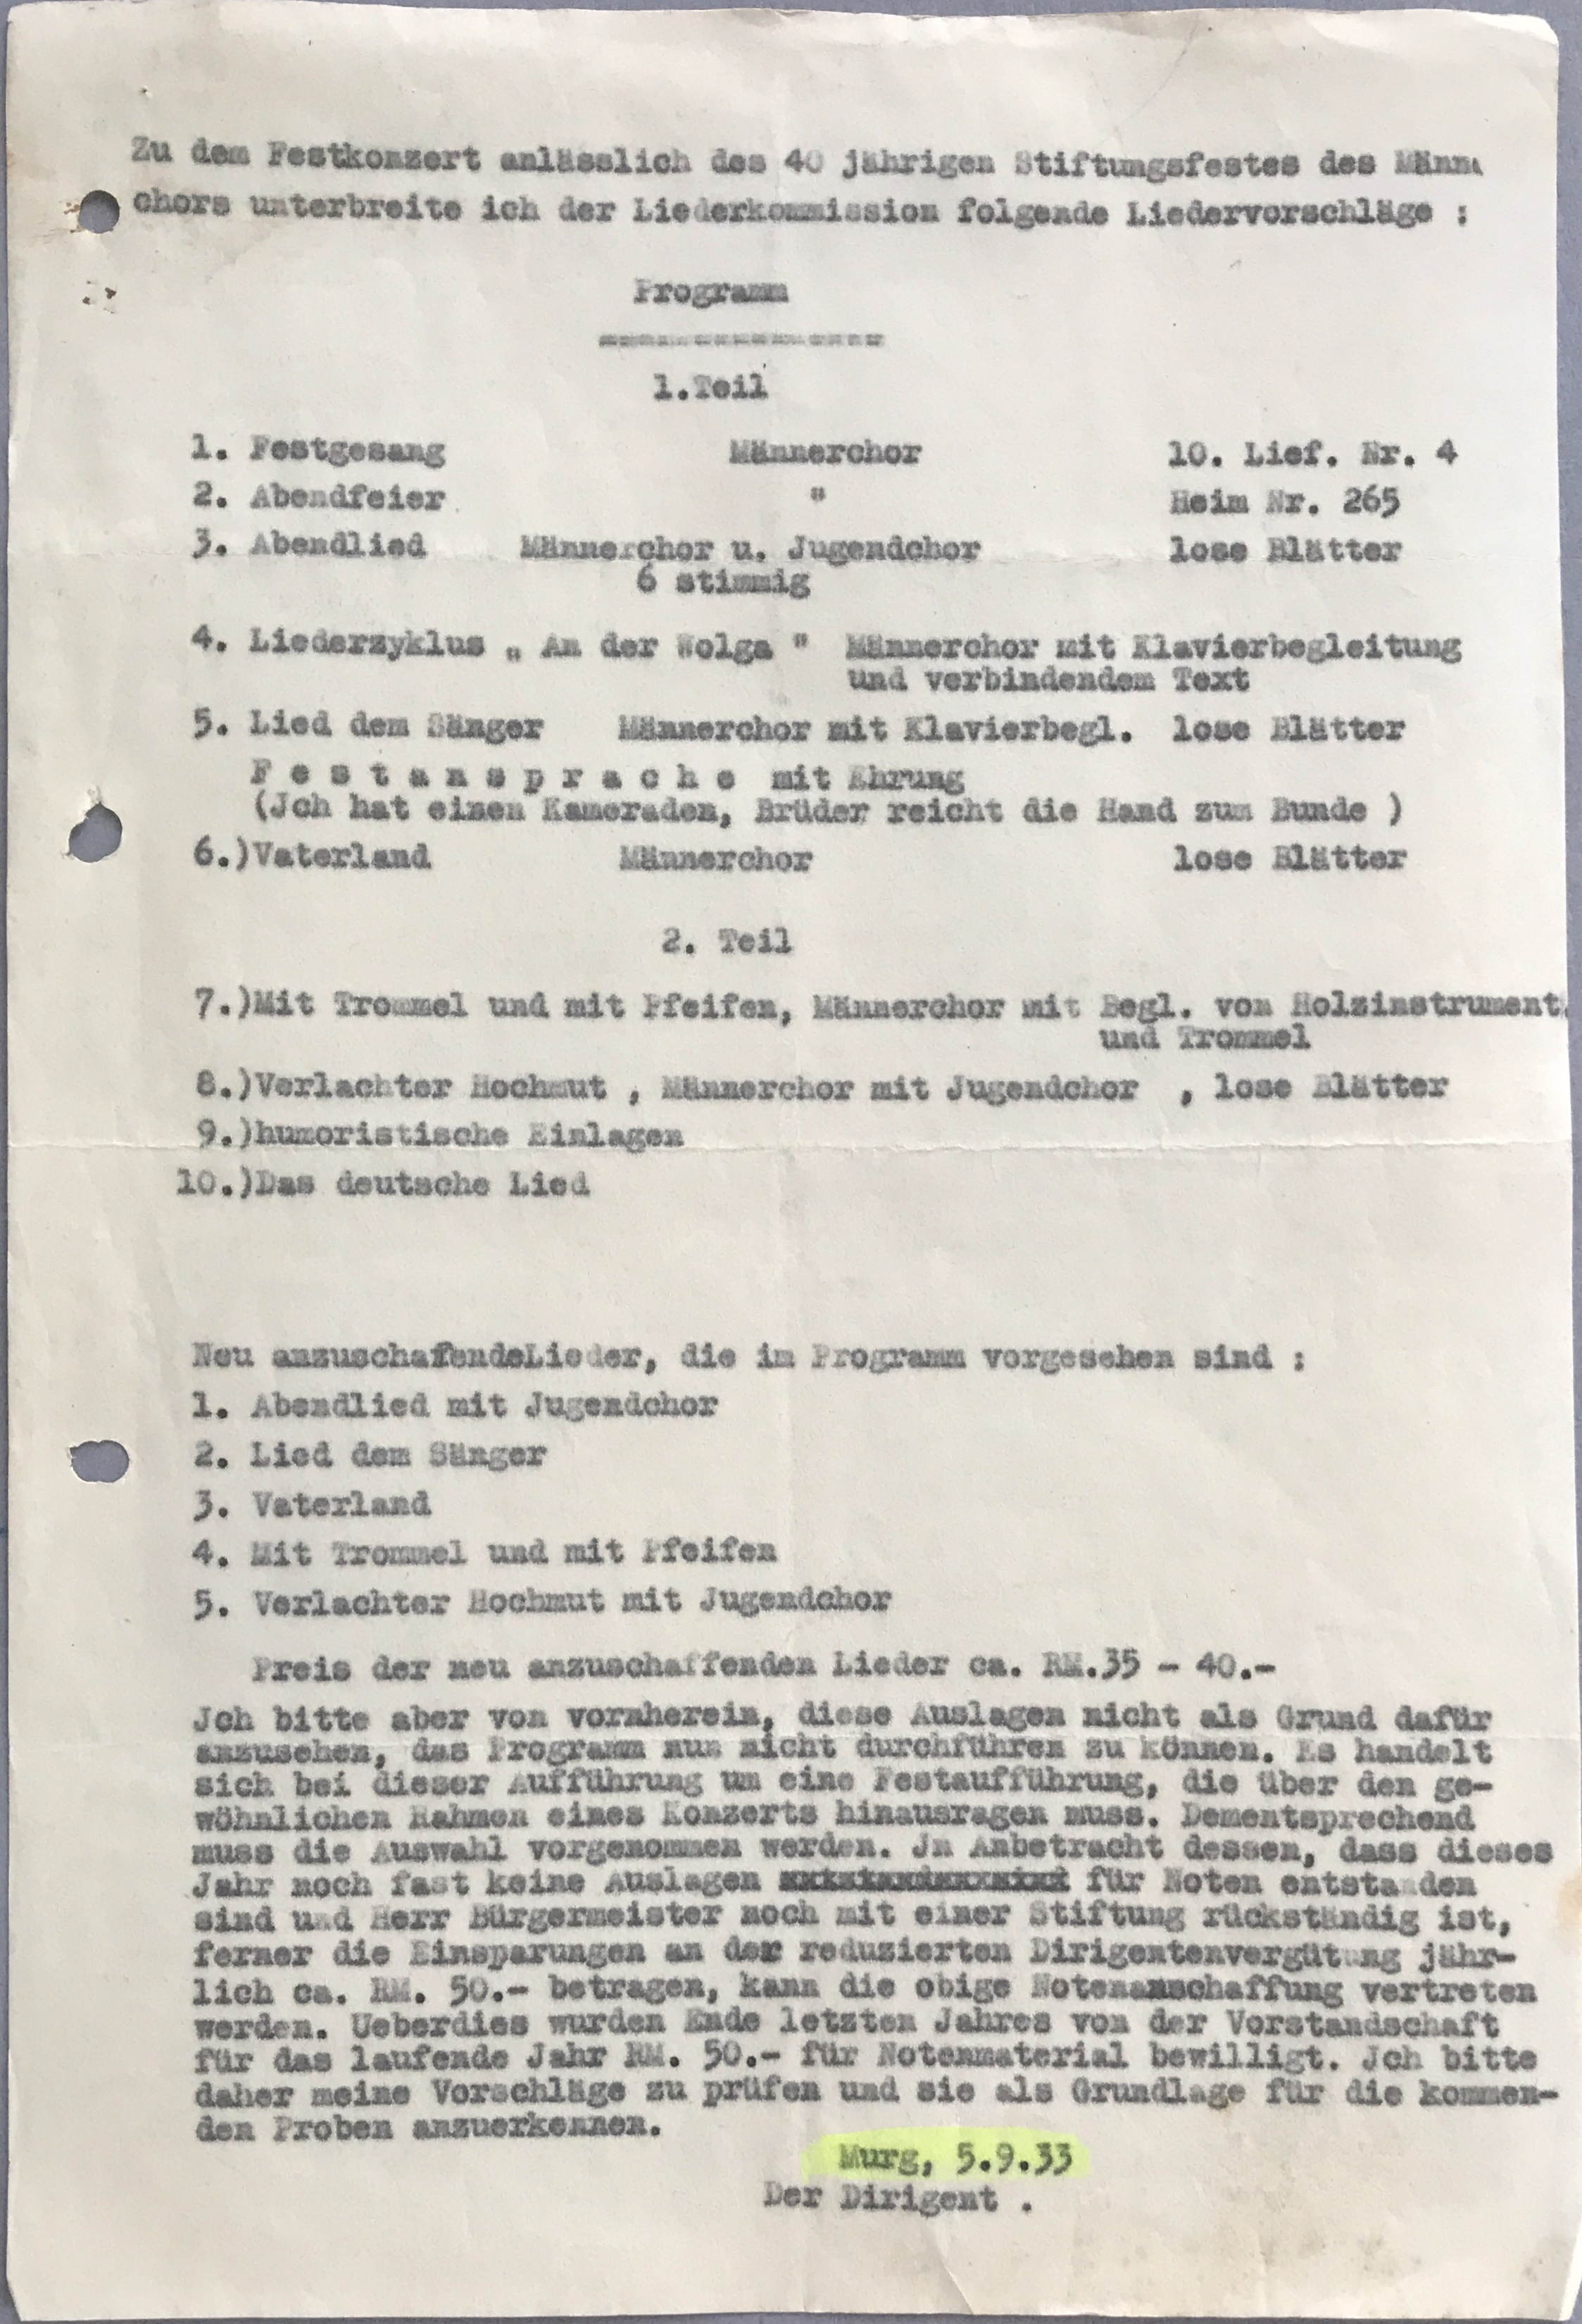 Zu dem Festkonzert anlässlich des 40 jährigen Stiftungsfestes des Männe
chors unterbreite ich der Liederkommission folgende Liedervorschläge :
Programm
1.Teil
1. Festgesang Männerchor 10. Lief. Nr. 4
2. Abendfeier " Heim Nr. 265
3. Abendlied Männerchor u. Jugendchor lose Blätter
6 stimmig
4. Liederzyklus „ An der Wolga " Männerchor mit Klavierbegleitung
und verbindendem Text
5. Lied dem Sänger Männerchor mit Klavierbegl. lose Blätter
F e s t a n s p r a c h e mit Ehrung
(Jch hat einen Kameraden, Brüder reicht die Hand zum Bunde )
6.)Vaterland Männerchor lose Blätter
2. Teil
7.)Mit Trommel und mit Pfeifen, Männerchor mit Begl. von Holzinstrument.
und Trommel
8.)Verlachter Hochmut , Männerchor mit Jugendchor , lose Blätter
9.)humoristische Einlagen
10.)Das deutsche Lied
Neu anzuschafendeLieder, die im Programm vorgesehen sind :
1. Abendlied mit Jugendchor
2. Lied dem Sänger
3. Vaterland
4. Mit Trommel und mit Pfeifen
5. Verlachter Hochmut mit Jugendchor
Preis der neu anzuschaffenden Lieder ca. RM.35 - 40.-
Jch bitte aber von vornherein, diese Auslagen nicht als Grund dafür
anzusehen, das Programm nun nicht durchführen zu können. Es handelt
sich bei dieser Aufführung um eine Festaufführung, die über den ge-
wöhnlichen Rahmen eines Konzerts hinausragen muss. Dementsprechend
muss die Auswahl vorgenommen werden. Jn Anbetracht dessen, dass dieses
Jahr noch fast keine Auslagen für Noten entstanden
sind und Herr Bürgermeister noch mit einer Stiftung rückständig ist,
ferner die Einsparungen an der reduzierten Dirigentenvergütung jähr-
lich ca. RM. 50.- betragen, kann die obige Notenanschaffung vertreten
werden. Ueberdies wurden Ende letzten Jahres von der Vorstandschaft
für das laufende Jahr RM. 50.- für Notenmaterial bewilligt. Jch bitte
daher meine Vorschläge zu prüfen und sie als Grundlage für die kommen-
den Proben anzuerkennen.
Murg, 5.9.33
Der Dirigent .